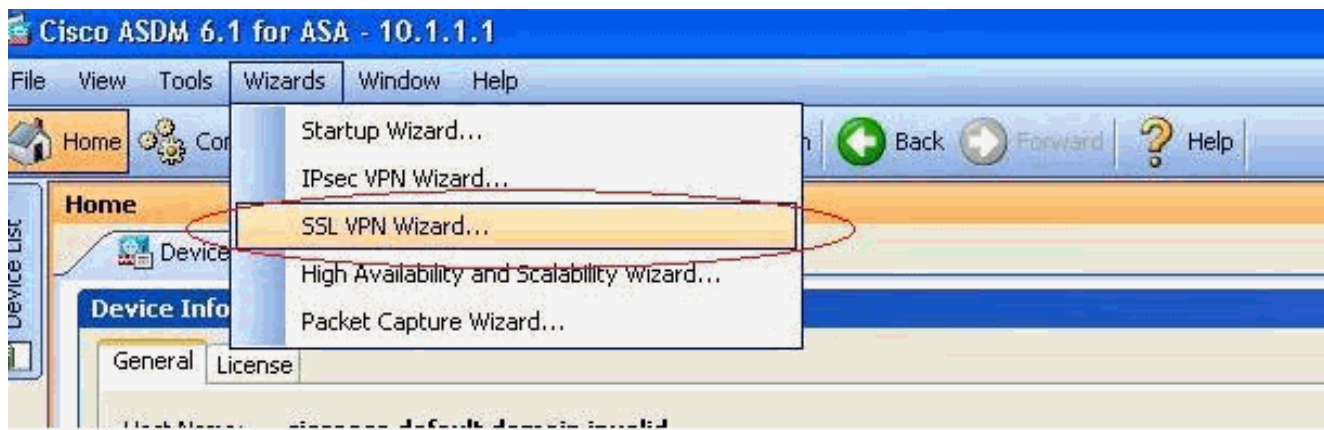 Cisco ASDM 6.1 for ASA - 10.1.1.1
File View Tools Wizards Window Help
Home Back Forward Help
Startup Wizard...
IPsec VPN Wizard...
Home
SSL VPN Wizard...
Device
High Availability and Scalability Wizard...
Device List
Device Info
Packet Capture Wizard...
General License